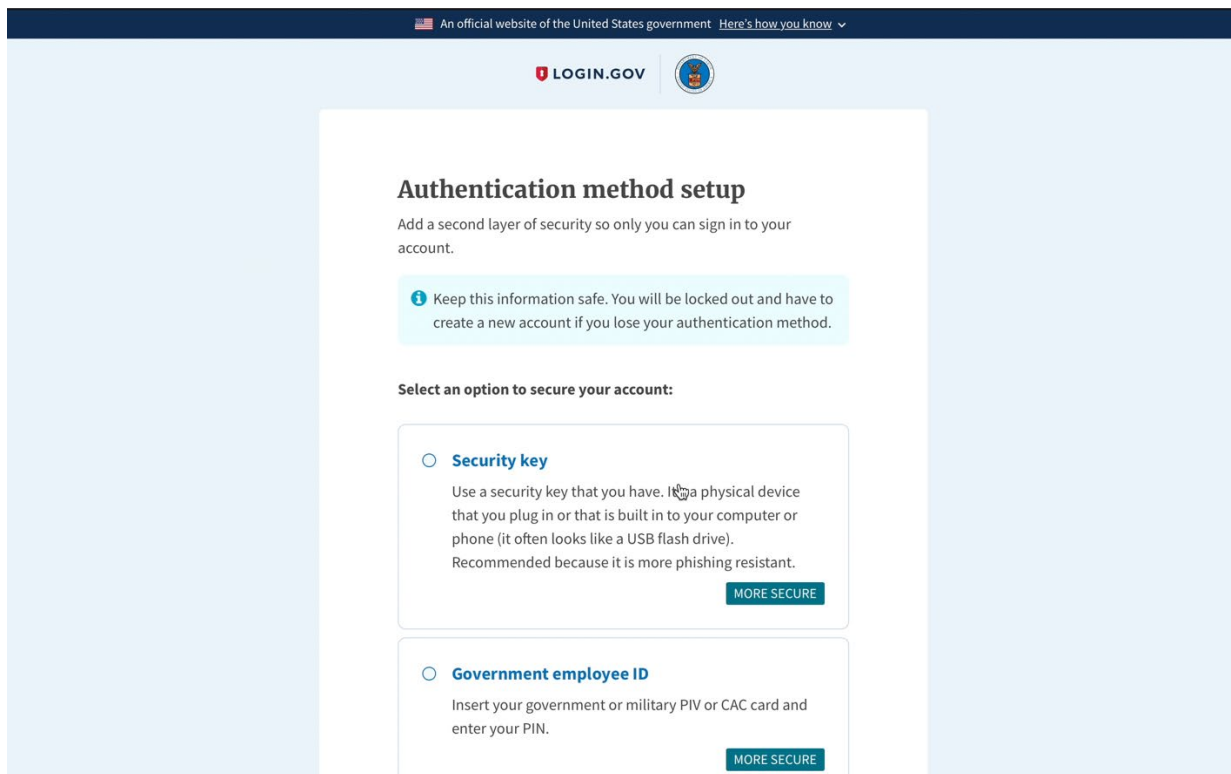 An official website of the United States government Here's how you know
LOGIN.GOV
Authentication method setup
Add a second layer of security so only you can sign in to your
account.
Keep this information safe. You will be locked out and have to
create a new account if you lose your authentication method.
Select an option to secure your account:
Security key
Use a security key that you have. It's a physical device
that you plug in or that is built in to your computer or
phone (it often looks like a USB flash drive).
Recommended because it is more phishing resistant.
MORE SECURE
Government employee ID
Insert your government or military PIV or CAC card and
enter your PIN.
MORE SECURE